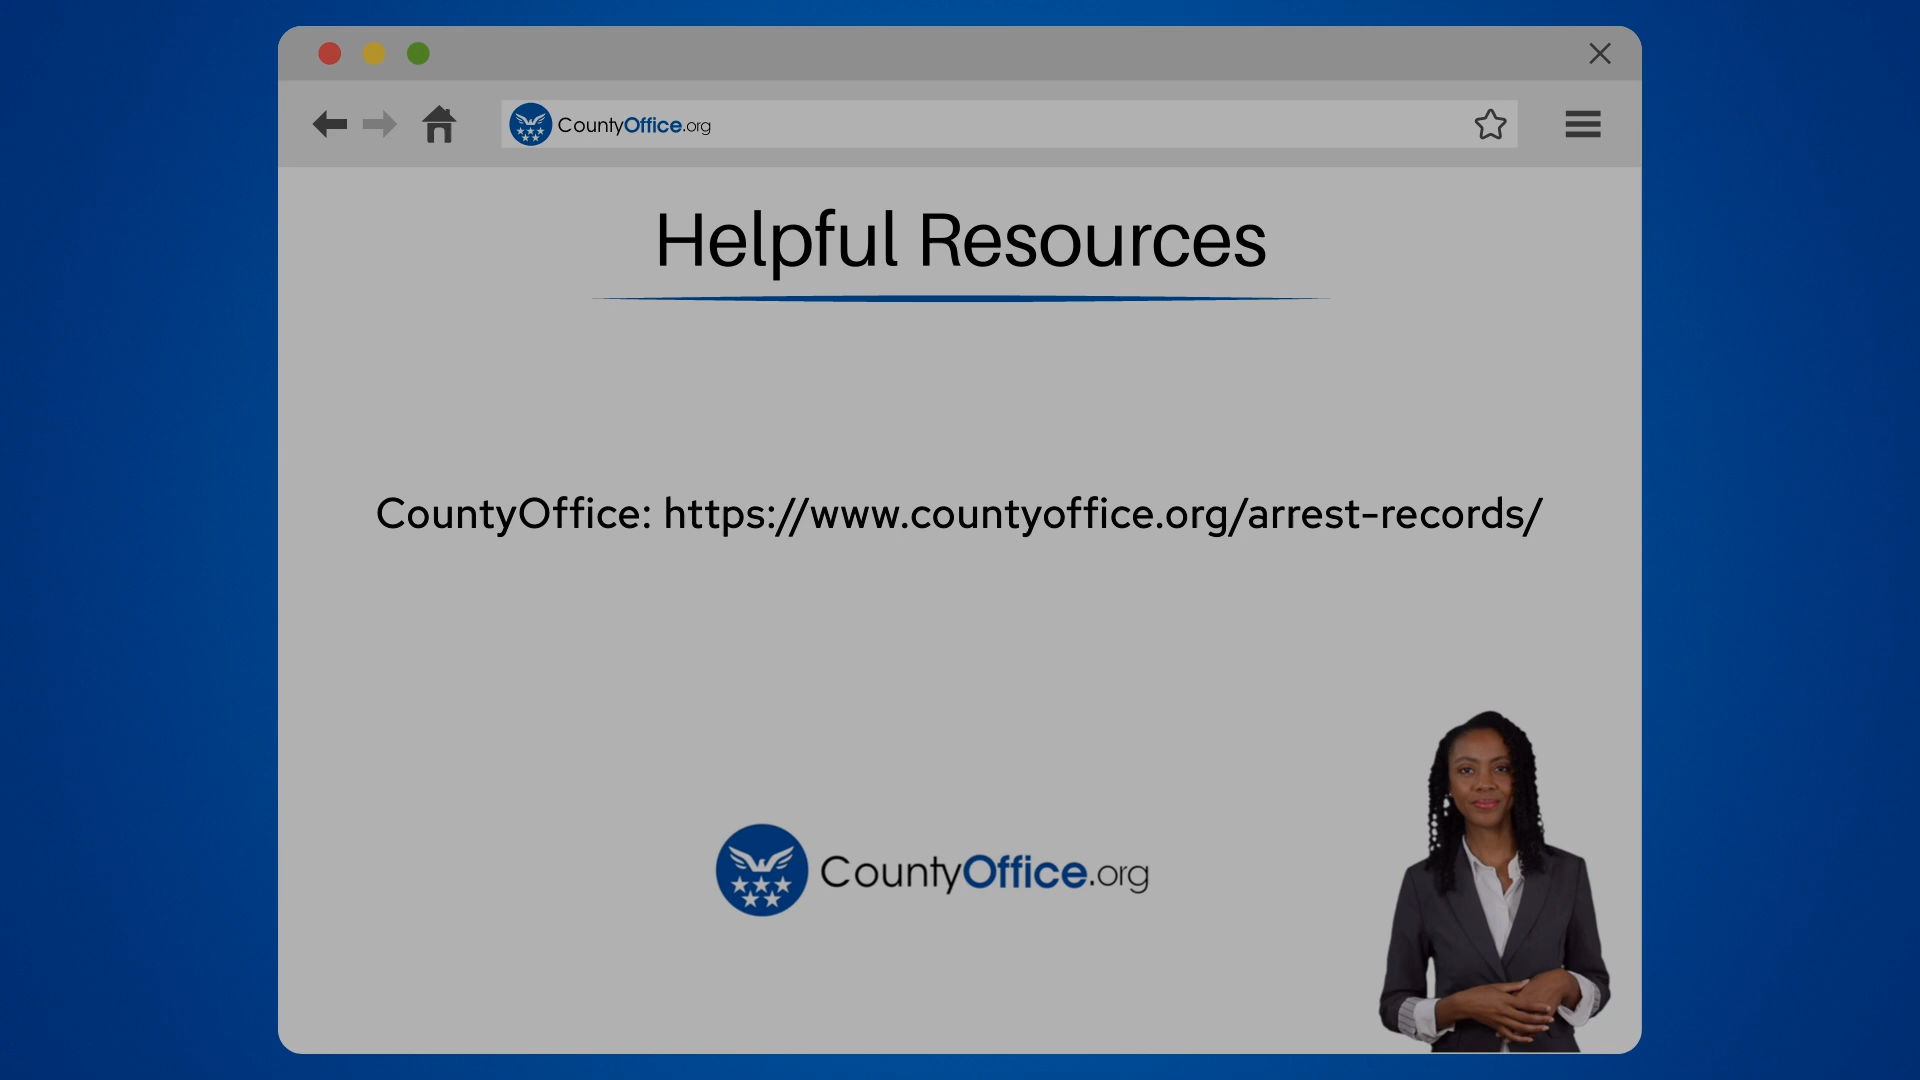 CountyOffice.org
Helpful Resources
CountyOffice: https://www.countyoffice.org/arrest-records/
CountyOffice.org